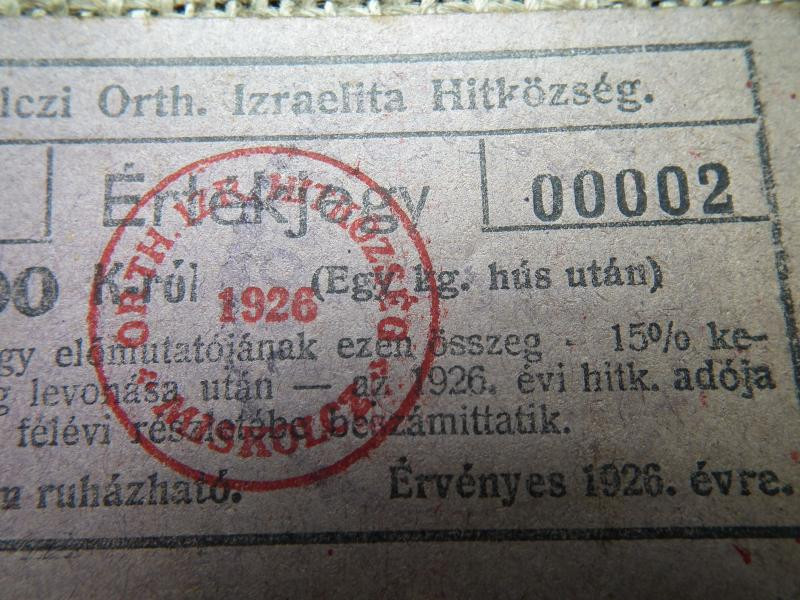 lczi Orth. Izraelita Hitközség.
Értékjegy 00002
00 K-ról (Egy kg. hús után)
gy előmutatójának ezen összeg - 15% ke-
g levonása után — az 1926. évi hitk. adója
félévi részletébe beszámittatik.
n ruházható. Érvényes 1926. évre.
ORTH. IZR. HITKÖZSÉG
1926
"MISKOLCZ"